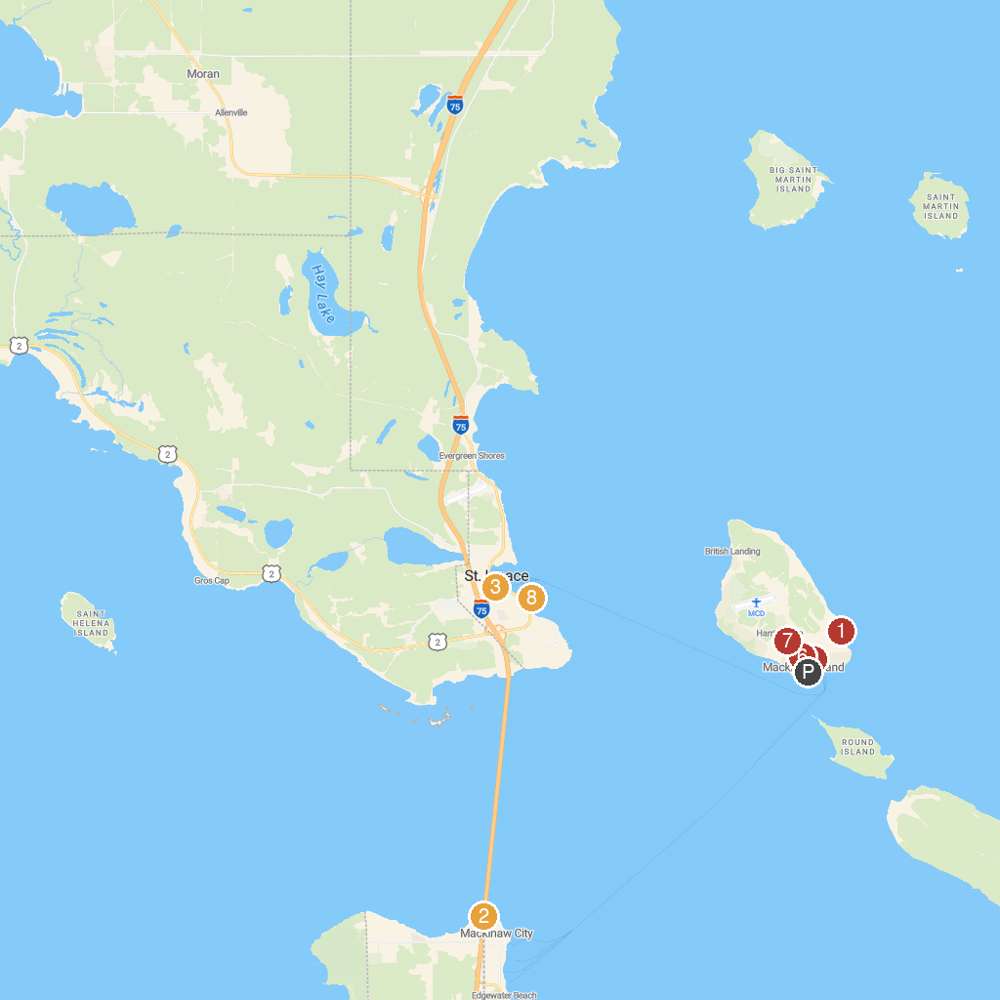 Moran
75
Allenville
BIG SAINT
MARTIN
ISLAND
SAINT
MARTIN
ISLAND
Hay Lake
2
75
2
Evergreen Shores
British Landing
2
Gros Cap
St.
ace
3
8
MCD
75
SAINT
HELENA
ISLAND
1
2
7
6
P
ROUND
ISLAND
2
Mackinaw City
Edgewater Beach